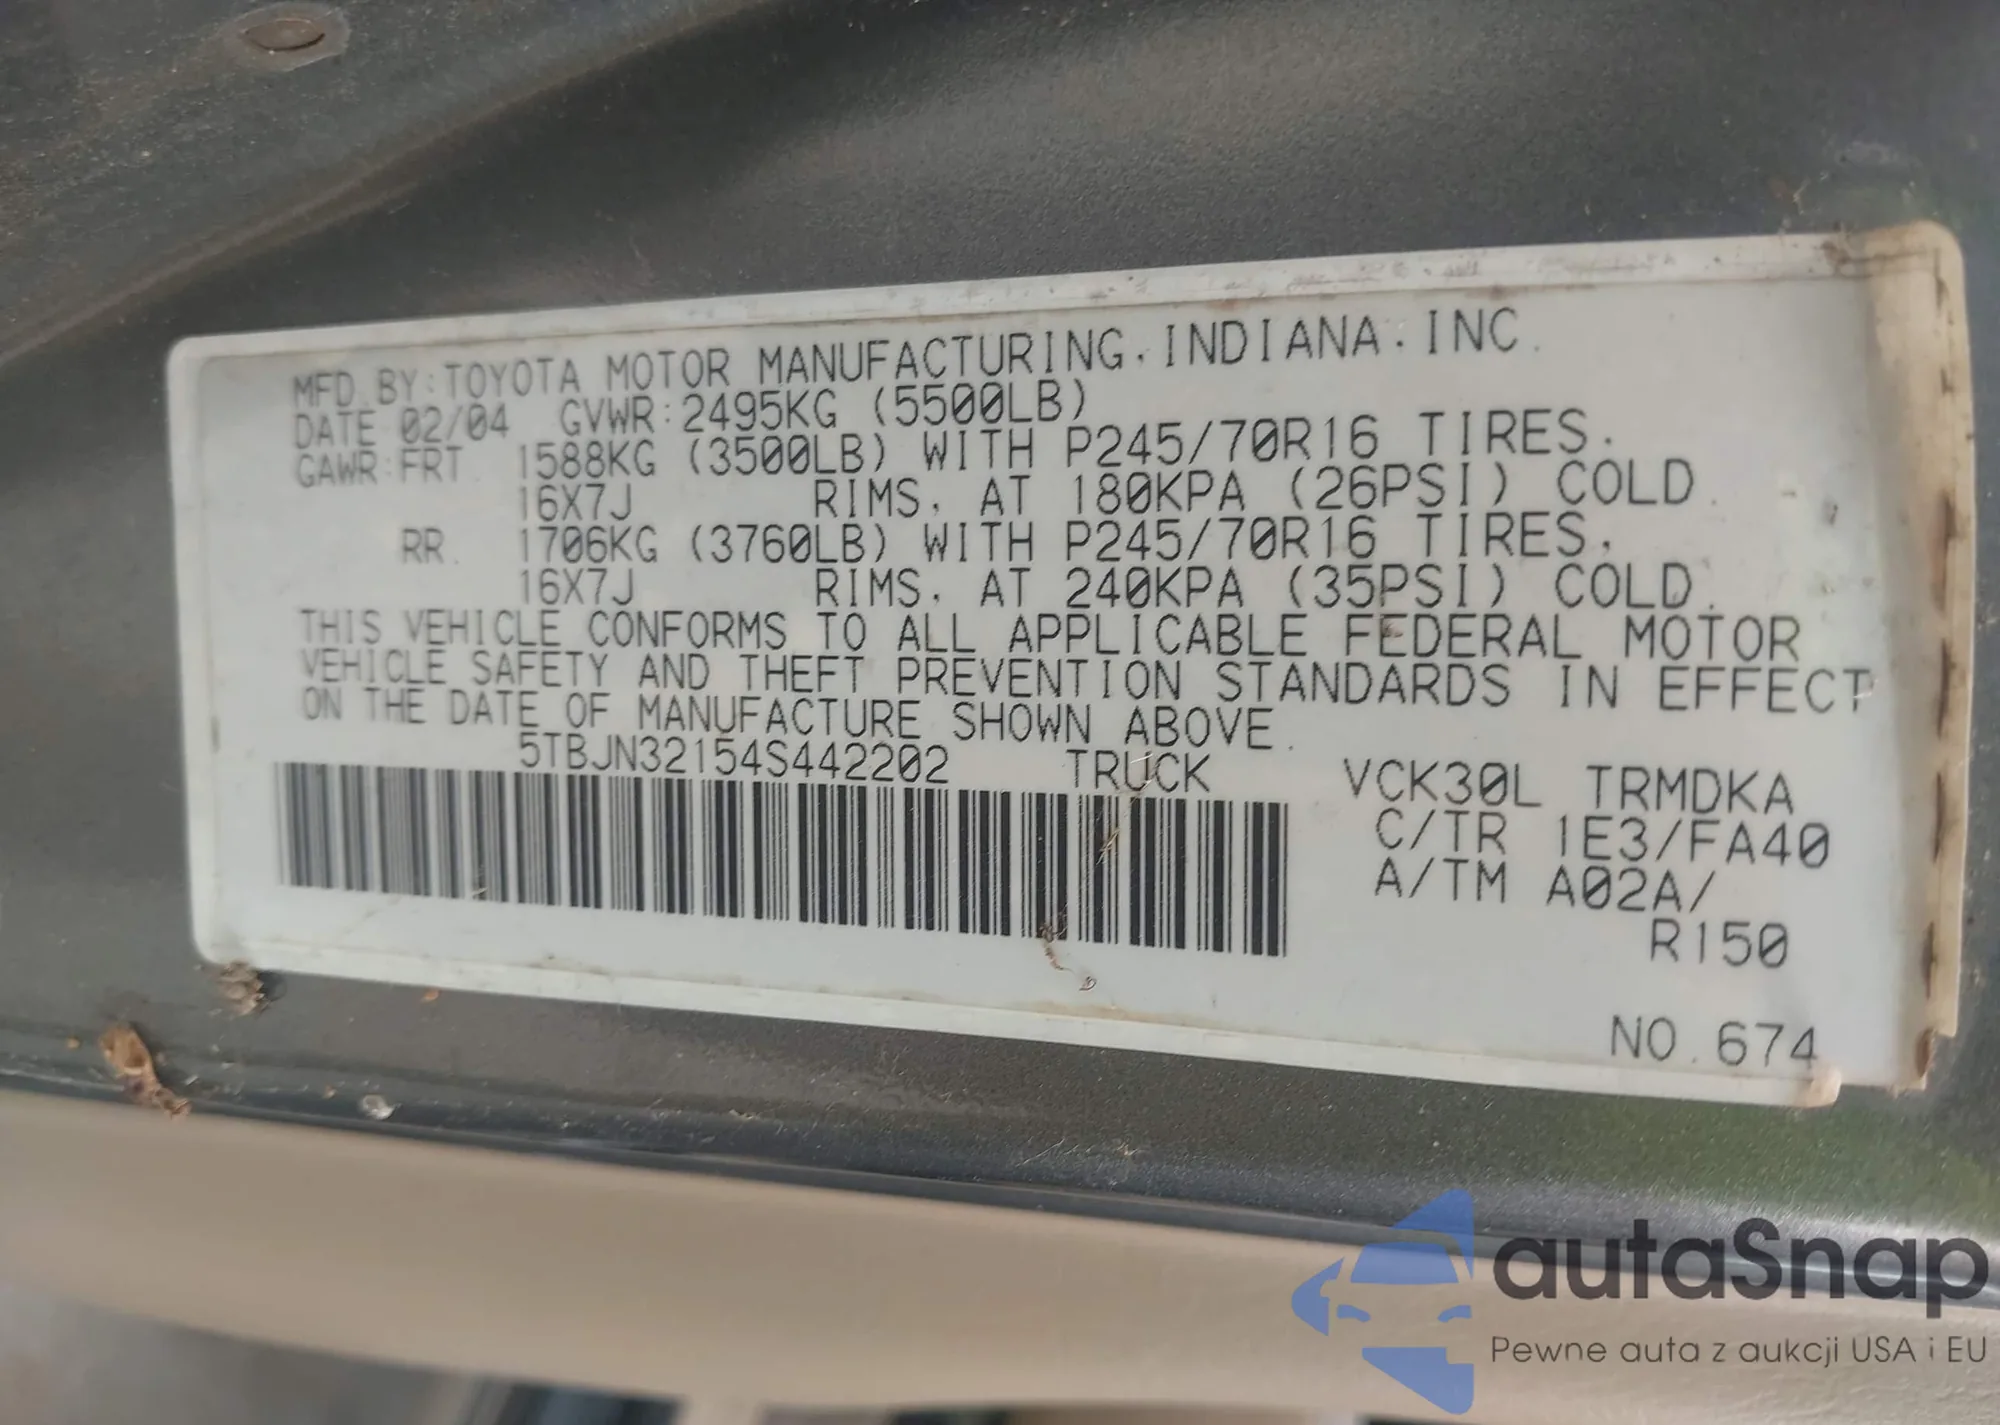 MFD.BY:TOYOTA MOTOR MANUFACTURING, INDIANA, INC.
DATE 02/04 GVWR:2495KG (5500LB)
GAWR:FRT. 1588KG (3500LB) WITH P245/70R16 TIRES,
16X7J RIMS, AT 180KPA (26PSI) COLD.
RR. 1706KG (3760LB) WITH P245/70R16 TIRES,
16X7J RIMS, AT 240KPA (35PSI) COLD.
THIS VEHICLE CONFORMS TO ALL APPLICABLE FEDERAL MOTOR
VEHICLE SAFETY AND THEFT PREVENTION STANDARDS IN EFFECT
ON THE DATE OF MANUFACTURE SHOWN ABOVE.
5TBJN32154S442202 TRUCK VCK30L TRMDKA
C/TR 1E3/FA40
A/TM A02A/
R150
NO.674
autaSnap
Pewne auta z aukcji USA i EU